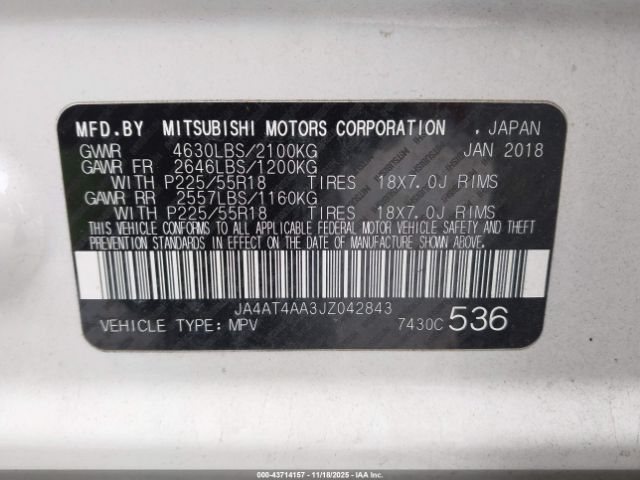 MFD.BY MITSUBISHI MOTORS CORPORATION , JAPAN
GWR 4630LBS/2100KG JAN 2018
GAWR FR 2646LBS/1200KG
WITH P225/55R18 TIRES 18X7.0J RIMS
GAWR RR 2557LBS/1160KG
WITH P225/55R18 TIRES 18X7.0J RIMS
THIS VEHICLE CONFORMS TO ALL APPLICABLE FEDERAL MOTOR VEHICLE SAFETY AND
THEFT PREVENTION STANDARDS IN EFFECT ON THE DATE OF MANUFACTURE SHOWN ABOVE.
JA4AT4AA3JZ042843
VEHICLE TYPE: MPV 7430C 536
000-43714157 - 11/18/2025 - IAAI Inc. Copyright